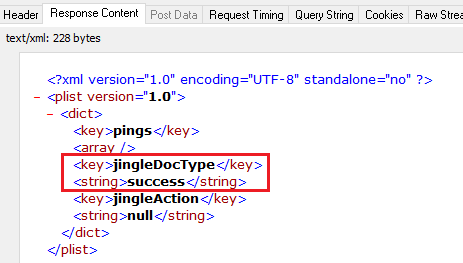 Header Response Content Post Data Request Timing Query String Cookies Raw Strea
text/xml: 228 bytes
<?xml version="1.0" encoding="UTF-8" standalone="no" ?>
- <plist version="1.0">
- <dict>
<key>pings</key>
<array />
<key>jingleDocType</key>
<string>success</string>
<key>jingleAction</key>
<string>null</string>
</dict>
</plist>